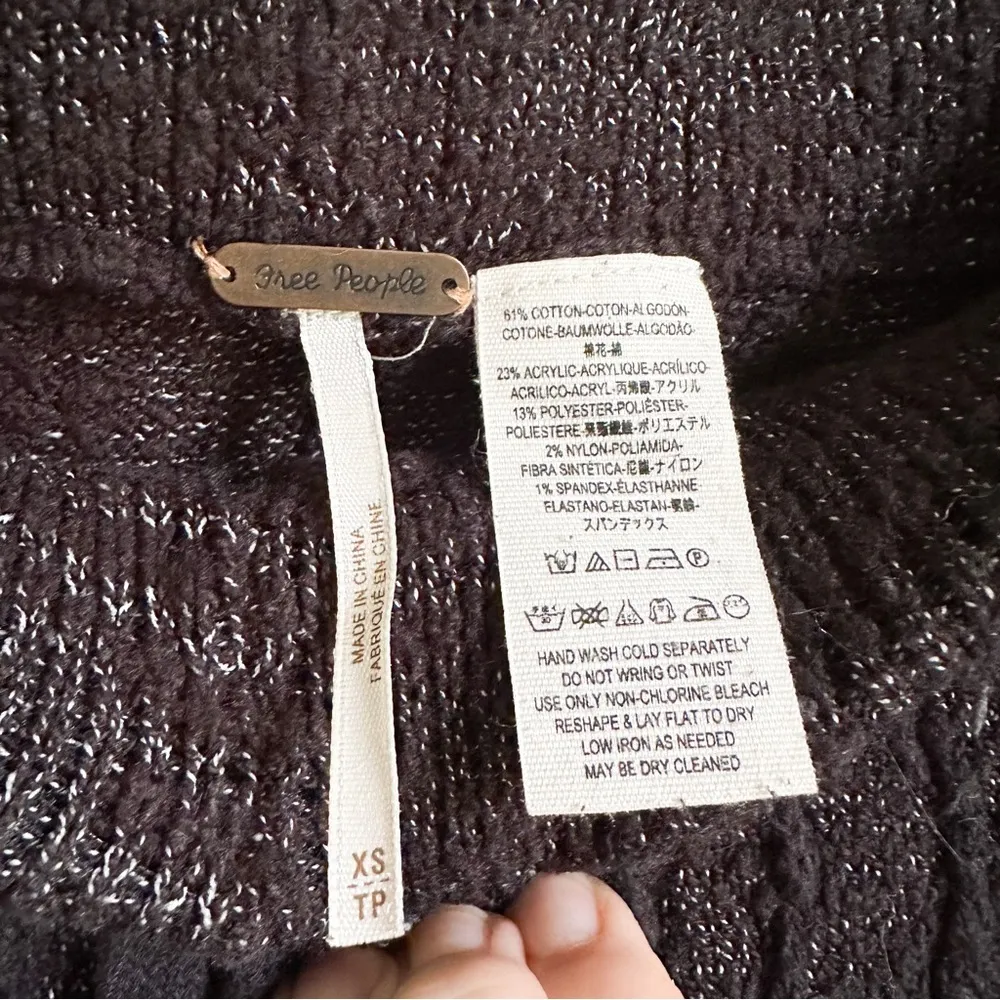 Free People
MADE IN CHINA
FABRIQUÉ EN CHINE
XS
TP
61% COTTON-COTON-ALGODÓN-
COTONE-BAUMWOLLE-ALGODÃO-
棉花-綿
23% ACRYLIC-ACRYLIQUE-ACRÍLICO-
ACRILICO-ACRYL-丙烯酸-アクリル
13% POLYESTER-POLIÉSTER-
POLIESTERE-聚酯纖維-ポリエステル
2% NYLON-POLIAMIDA-
FIBRA SINTÉTICA-尼龍-ナイロン
1% SPANDEX-ÉLASTHANNE-
ELASTANO-ELASTAN-
スパンデックス
HAND WASH COLD SEPARATELY
DO NOT WRING OR TWIST
USE ONLY NON-CHLORINE BLEACH
RESHAPE & LAY FLAT TO DRY
LOW IRON AS NEEDED
MAY BE DRY CLEANED